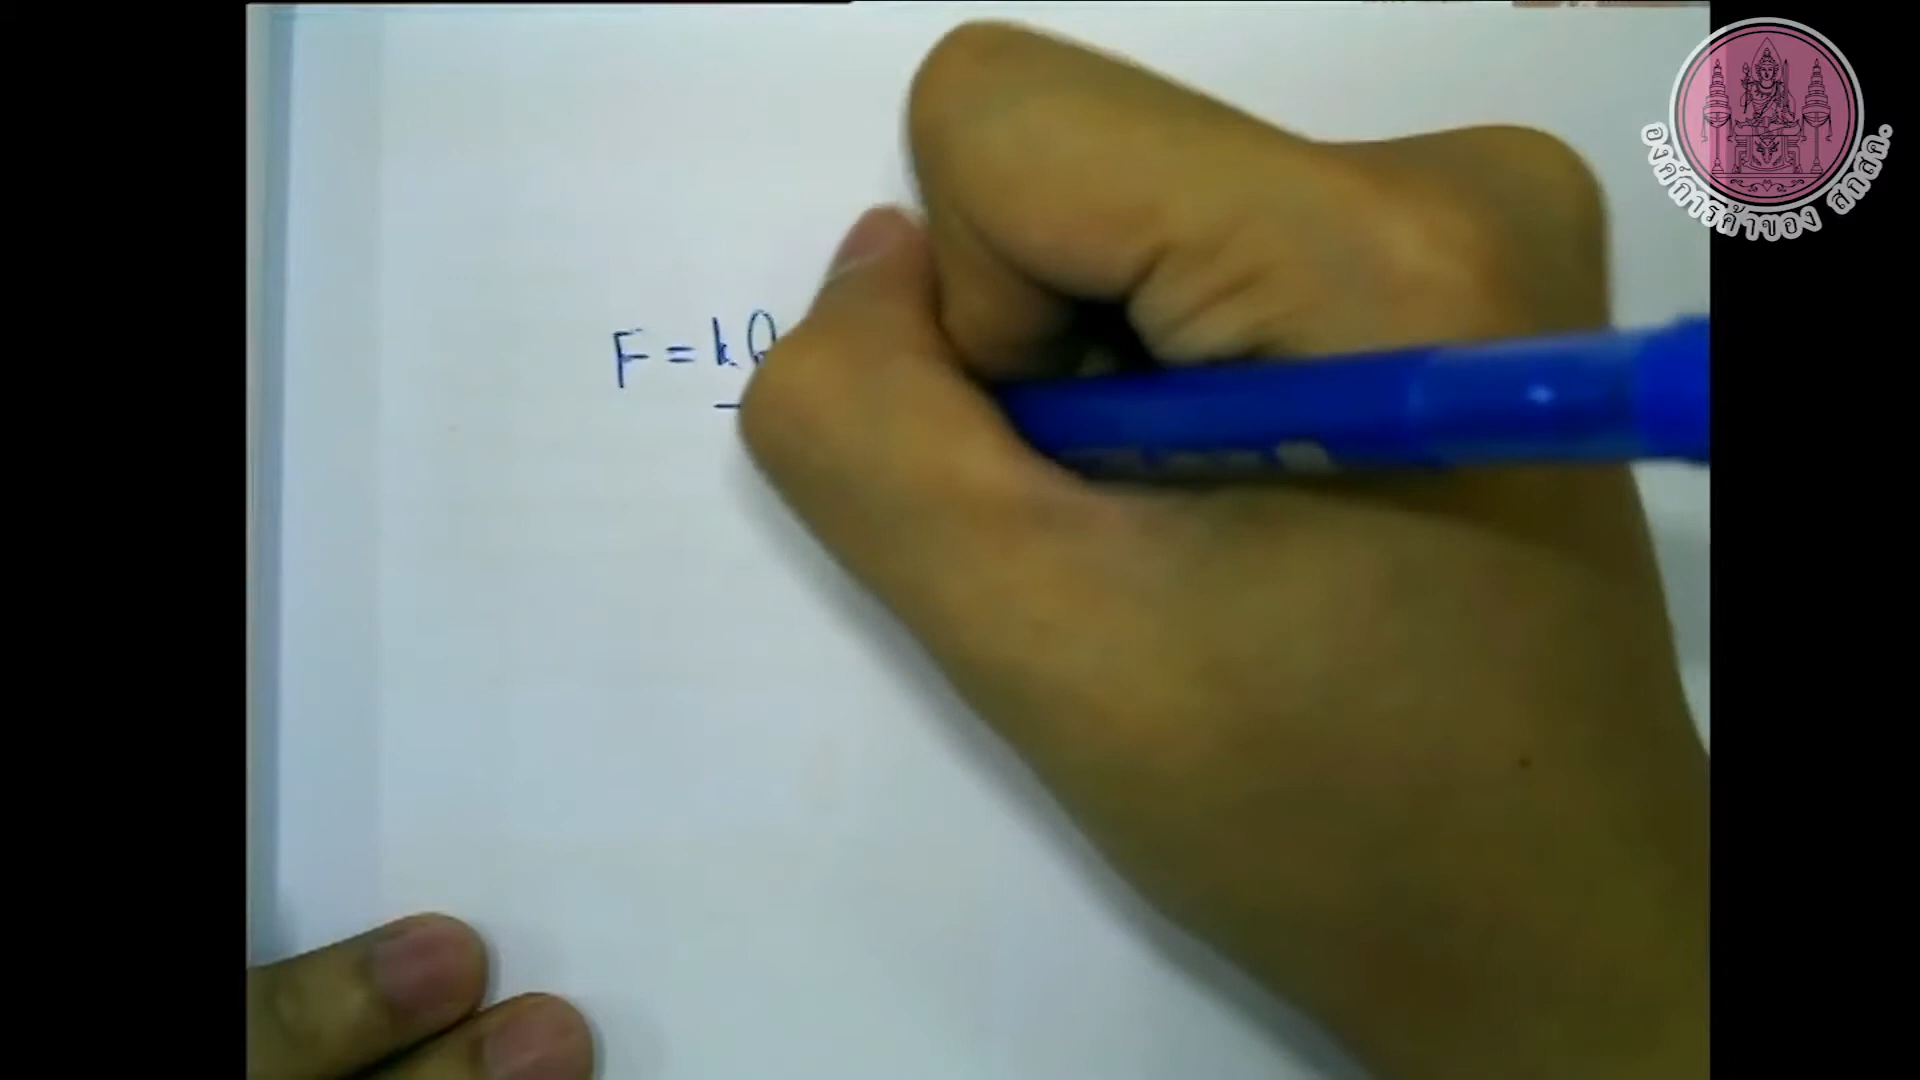 F = kQ
องค์การค้าของ สกสค.